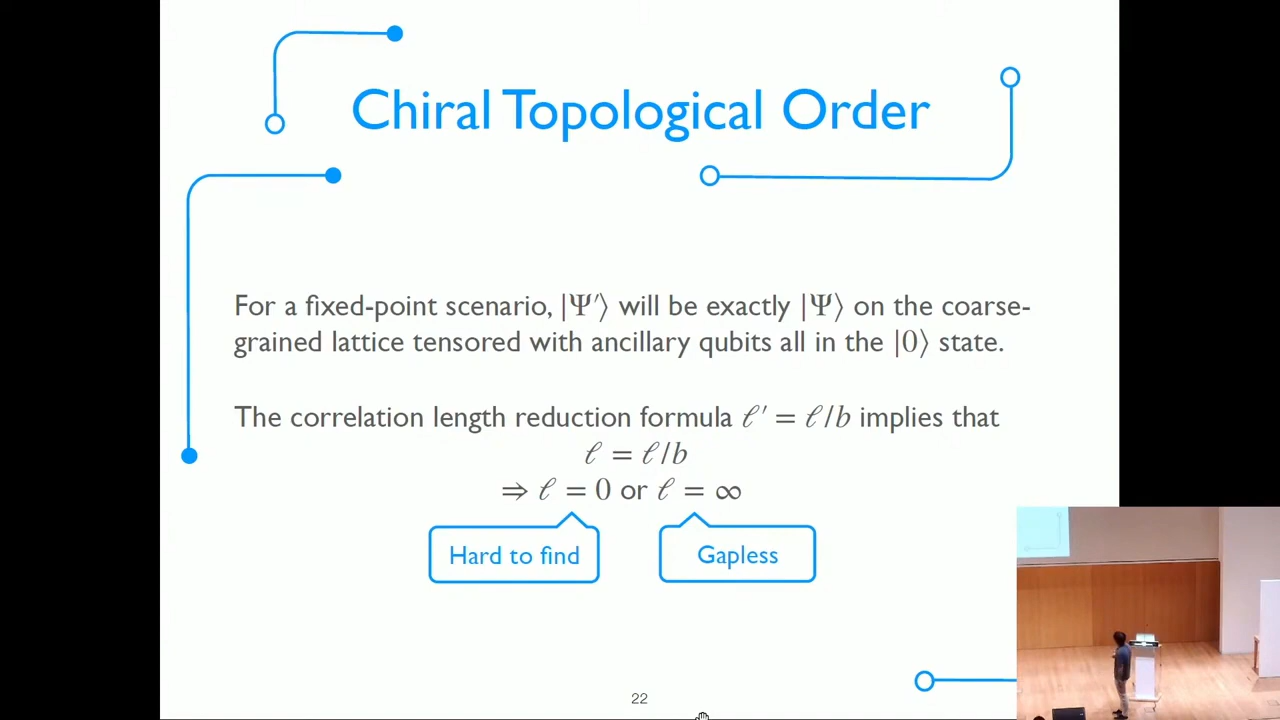 Chiral Topological Order
For a fixed-point scenario, |Ψ′⟩ will be exactly |Ψ⟩ on the coarse-
grained lattice tensored with ancillary qubits all in the |0⟩ state.
The correlation length reduction formula ℓ′ = ℓ/b implies that
ℓ = ℓ/b
⇒ ℓ = 0 or ℓ = ∞
Hard to find
Gapless
22